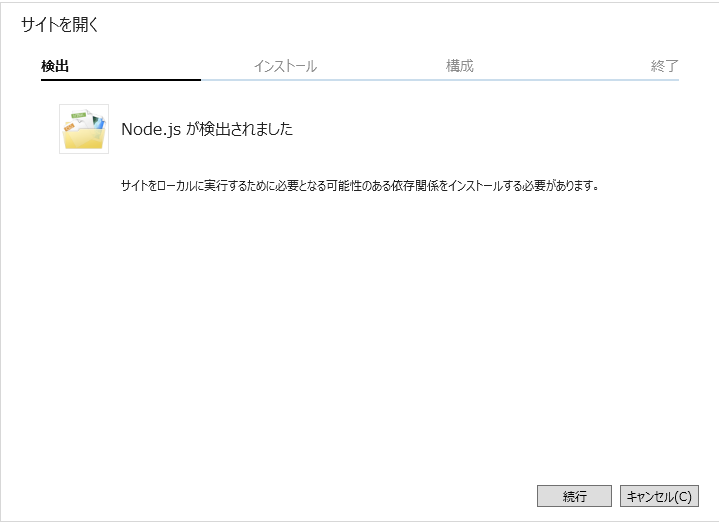 サイトを開く
検出 インストール 構成 終了
Node.js が検出されました
サイトをローカルに実行するために必要となる可能性のある依存関係をインストールする必要があります。
続行 キャンセル(C)